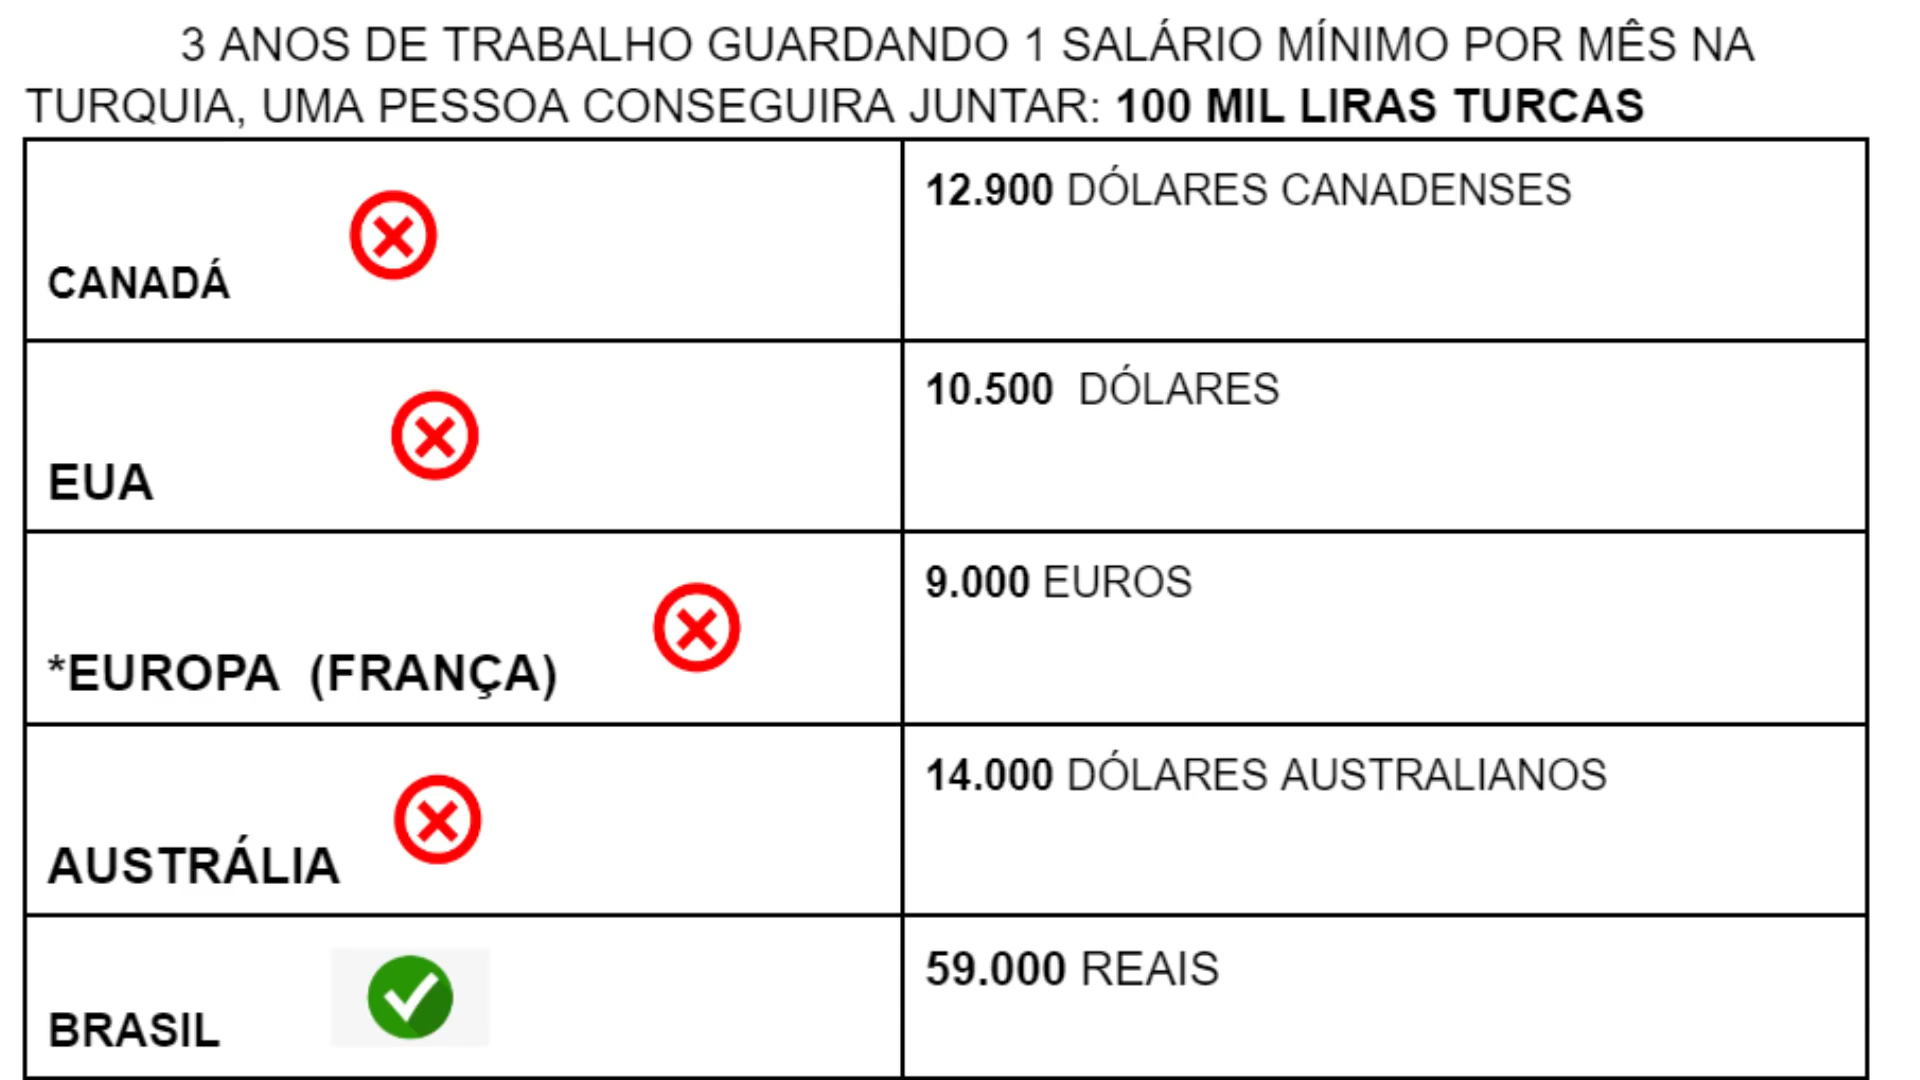 3 ANOS DE TRABALHO GUARDANDO 1 SALÁRIO MÍNIMO POR MÊS NA
TURQUIA, UMA PESSOA CONSEGUIRA JUNTAR: 100 MIL LIRAS TURCAS
CANADÁ
12.900 DÓLARES CANADENSES
EUA
10.500 DÓLARES
*EUROPA (FRANÇA)
9.000 EUROS
AUSTRÁLIA
14.000 DÓLARES AUSTRALIANOS
BRASIL
59.000 REAIS